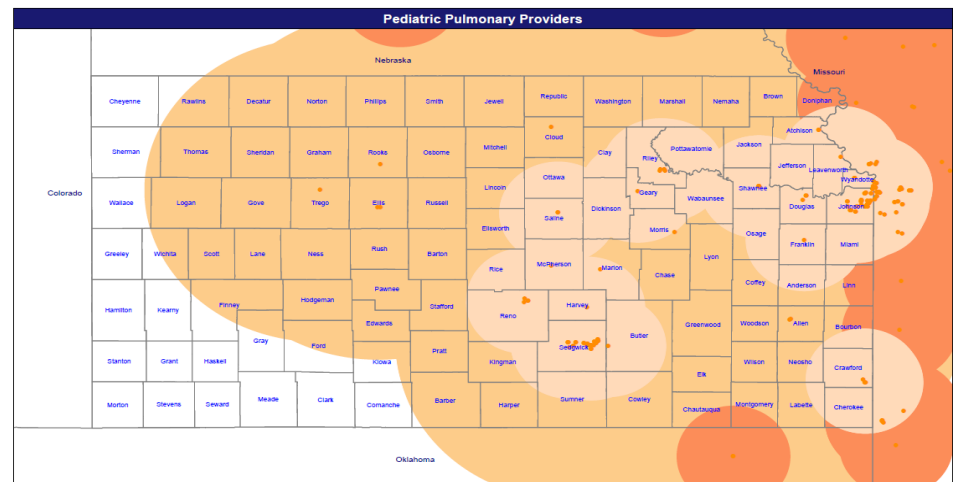 Pediatric Pulmonary Providers
Nebraska
Missouri
Cheyenne Rawlins Decatur Norton Phillips Smith Jewell Republic Washington Marshall Nemaha Brown Doniphan
Sherman Thomas Sheridan Graham Rooks Osborne Mitchell Cloud Clay Riley Pottawatomie Jackson Atchison
Jefferson Leavenworth Wyandotte
Colorado
Wallace Logan Gove Trego Ellis Russell Lincoln Ottawa Dickinson Geary Wabaunsee Shawnee Douglas Johnson
Ellsworth Saline Morris Osage Franklin Miami
Greeley Wichita Scott Lane Ness Rush Barton Rice McPherson Marion Chase Lyon Coffey Anderson Linn
Hamilton Kearny Finney Hodgeman Pawnee Stafford Reno Harvey
Gray Ford Edwards Pratt Sedgwick Butler Greenwood Woodson Allen Bourbon
Stanton Grant Haskell Kiowa Kingman Elk Wilson Neosho Crawford
Morton Stevens Seward Meade Clark Comanche Barber Harper Sumner Cowley Chautauqua Montgomery Labette Cherokee
Oklahoma